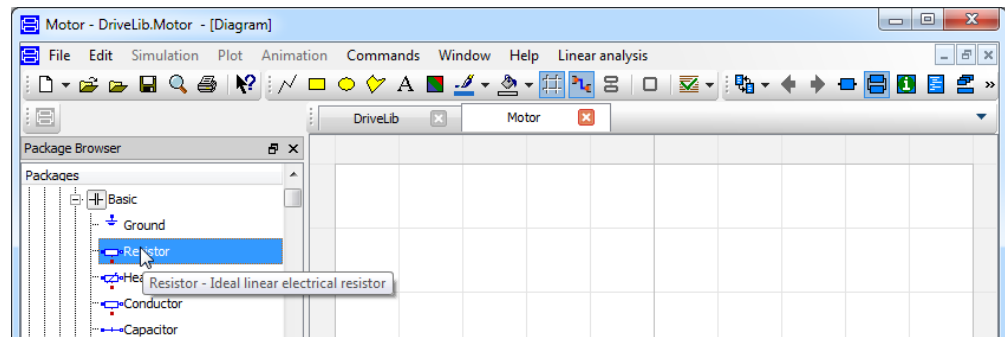 Motor - DriveLib.Motor - [Diagram]
File Edit Simulation Plot Animation Commands Window Help Linear analysis
A
DriveLib Motor
Package Browser
Packages
Basic
Ground
Resistor
Resistor - Ideal linear electrical resistor
Conductor
Capacitor